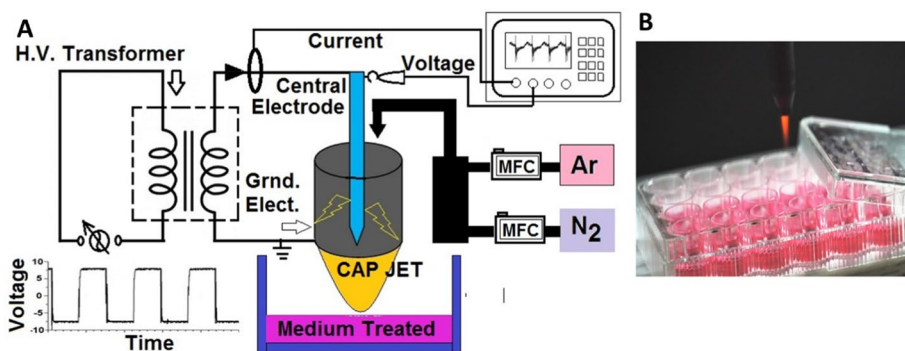 A
B
H.V. Transformer
Current
Voltage
Central
Electrode
MFC
Ar
Grnd.
Elect.
MFC
N2
CAP JET
Medium Treated
Voltage
10
5
0
-5
-10
Time